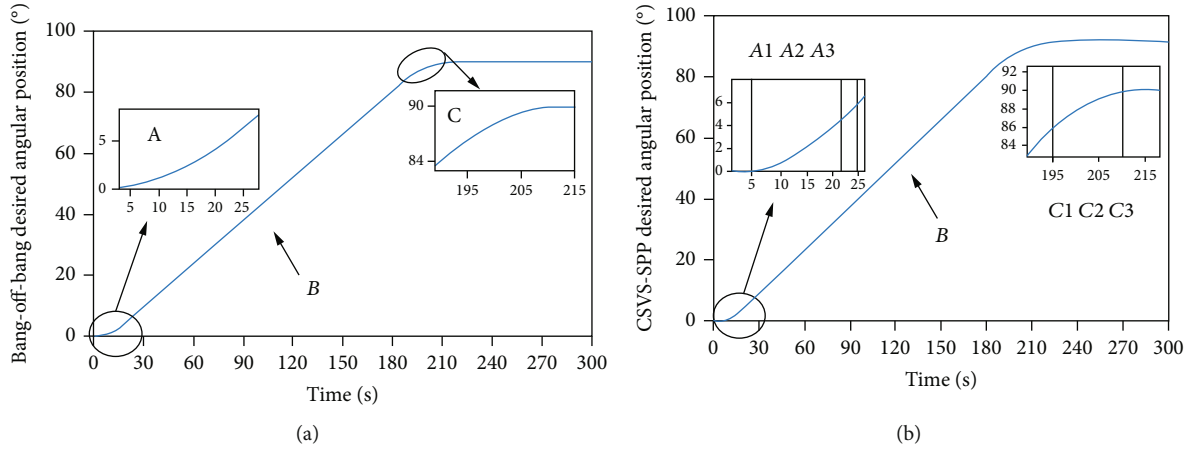 Bang-off-bang desired angular position (°)
100
80
60
40
20
0
A
5
0
5 10 15 20 25
C
90
84
195 205 215
B
0 30 60 90 120 150 180 210 240 270 300
Time (s)
(a)
CSVS-SPP desired angular position (°)
100
80
60
40
20
0
A1 A2 A3
6
4
2
0
5 10 15 20 25
92
90
88
86
84
195 205 215
C1 C2 C3
B
0 30 60 90 120 150 180 210 240 270 300
Time (s)
(b)